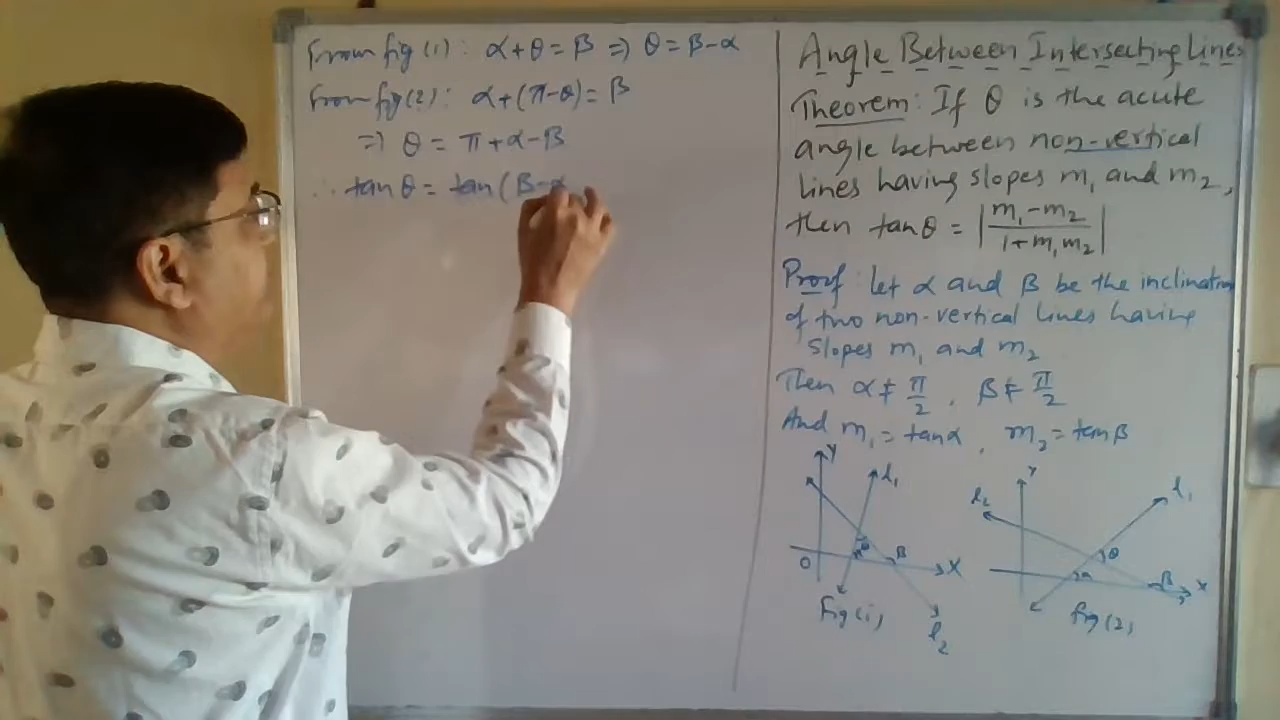 From fig (1) : α + θ = β ⇒ θ = β - α
From fig (2) : α + (π - θ) = β
⇒ θ = π + α - β
∴ tan θ = tan (β - α
Angle Between Intersecting Lines
Theorem : If θ is the acute
angle between non-vertical
lines having slopes m₁ and m₂,
then tan θ = | (m₁ - m₂) / (1 + m₁ m₂) |
Proof : let α and β be the inclination
of two non-vertical lines having
slopes m₁ and m₂
Then α ≠ π/2 , β ≠ π/2
And m₁ = tan α , m₂ = tan β
Y
l₁
θ
α
β
O
X
Fig (1)
l₂
Y
l₂
l₁
θ
α
β
X
fig (2)